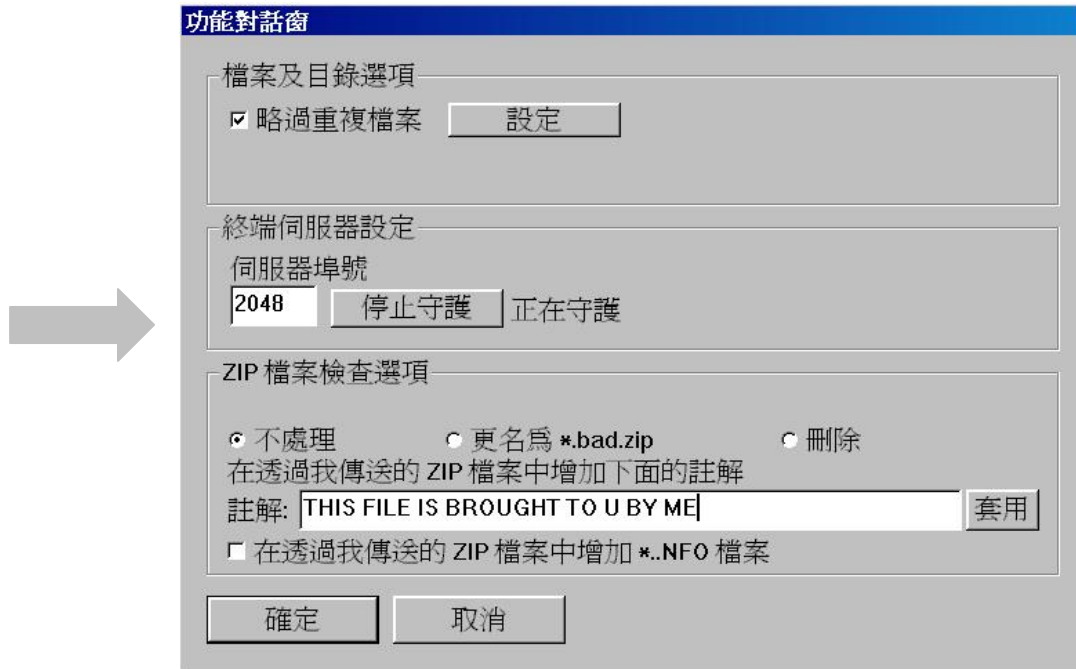 功能對話窗
檔案及目錄選項
略過重複檔案 設定
終端伺服器設定
伺服器埠號
2048 停止守護 正在守護
ZIP 檔案檢查選項
不處理 更名爲 *.bad.zip 刪除
在透過我傳送的 ZIP 檔案中增加下面的註解
註解: THIS FILE IS BROUGHT TO U BY ME 套用
在透過我傳送的 ZIP 檔案中增加 *..NFO 檔案
確定 取消